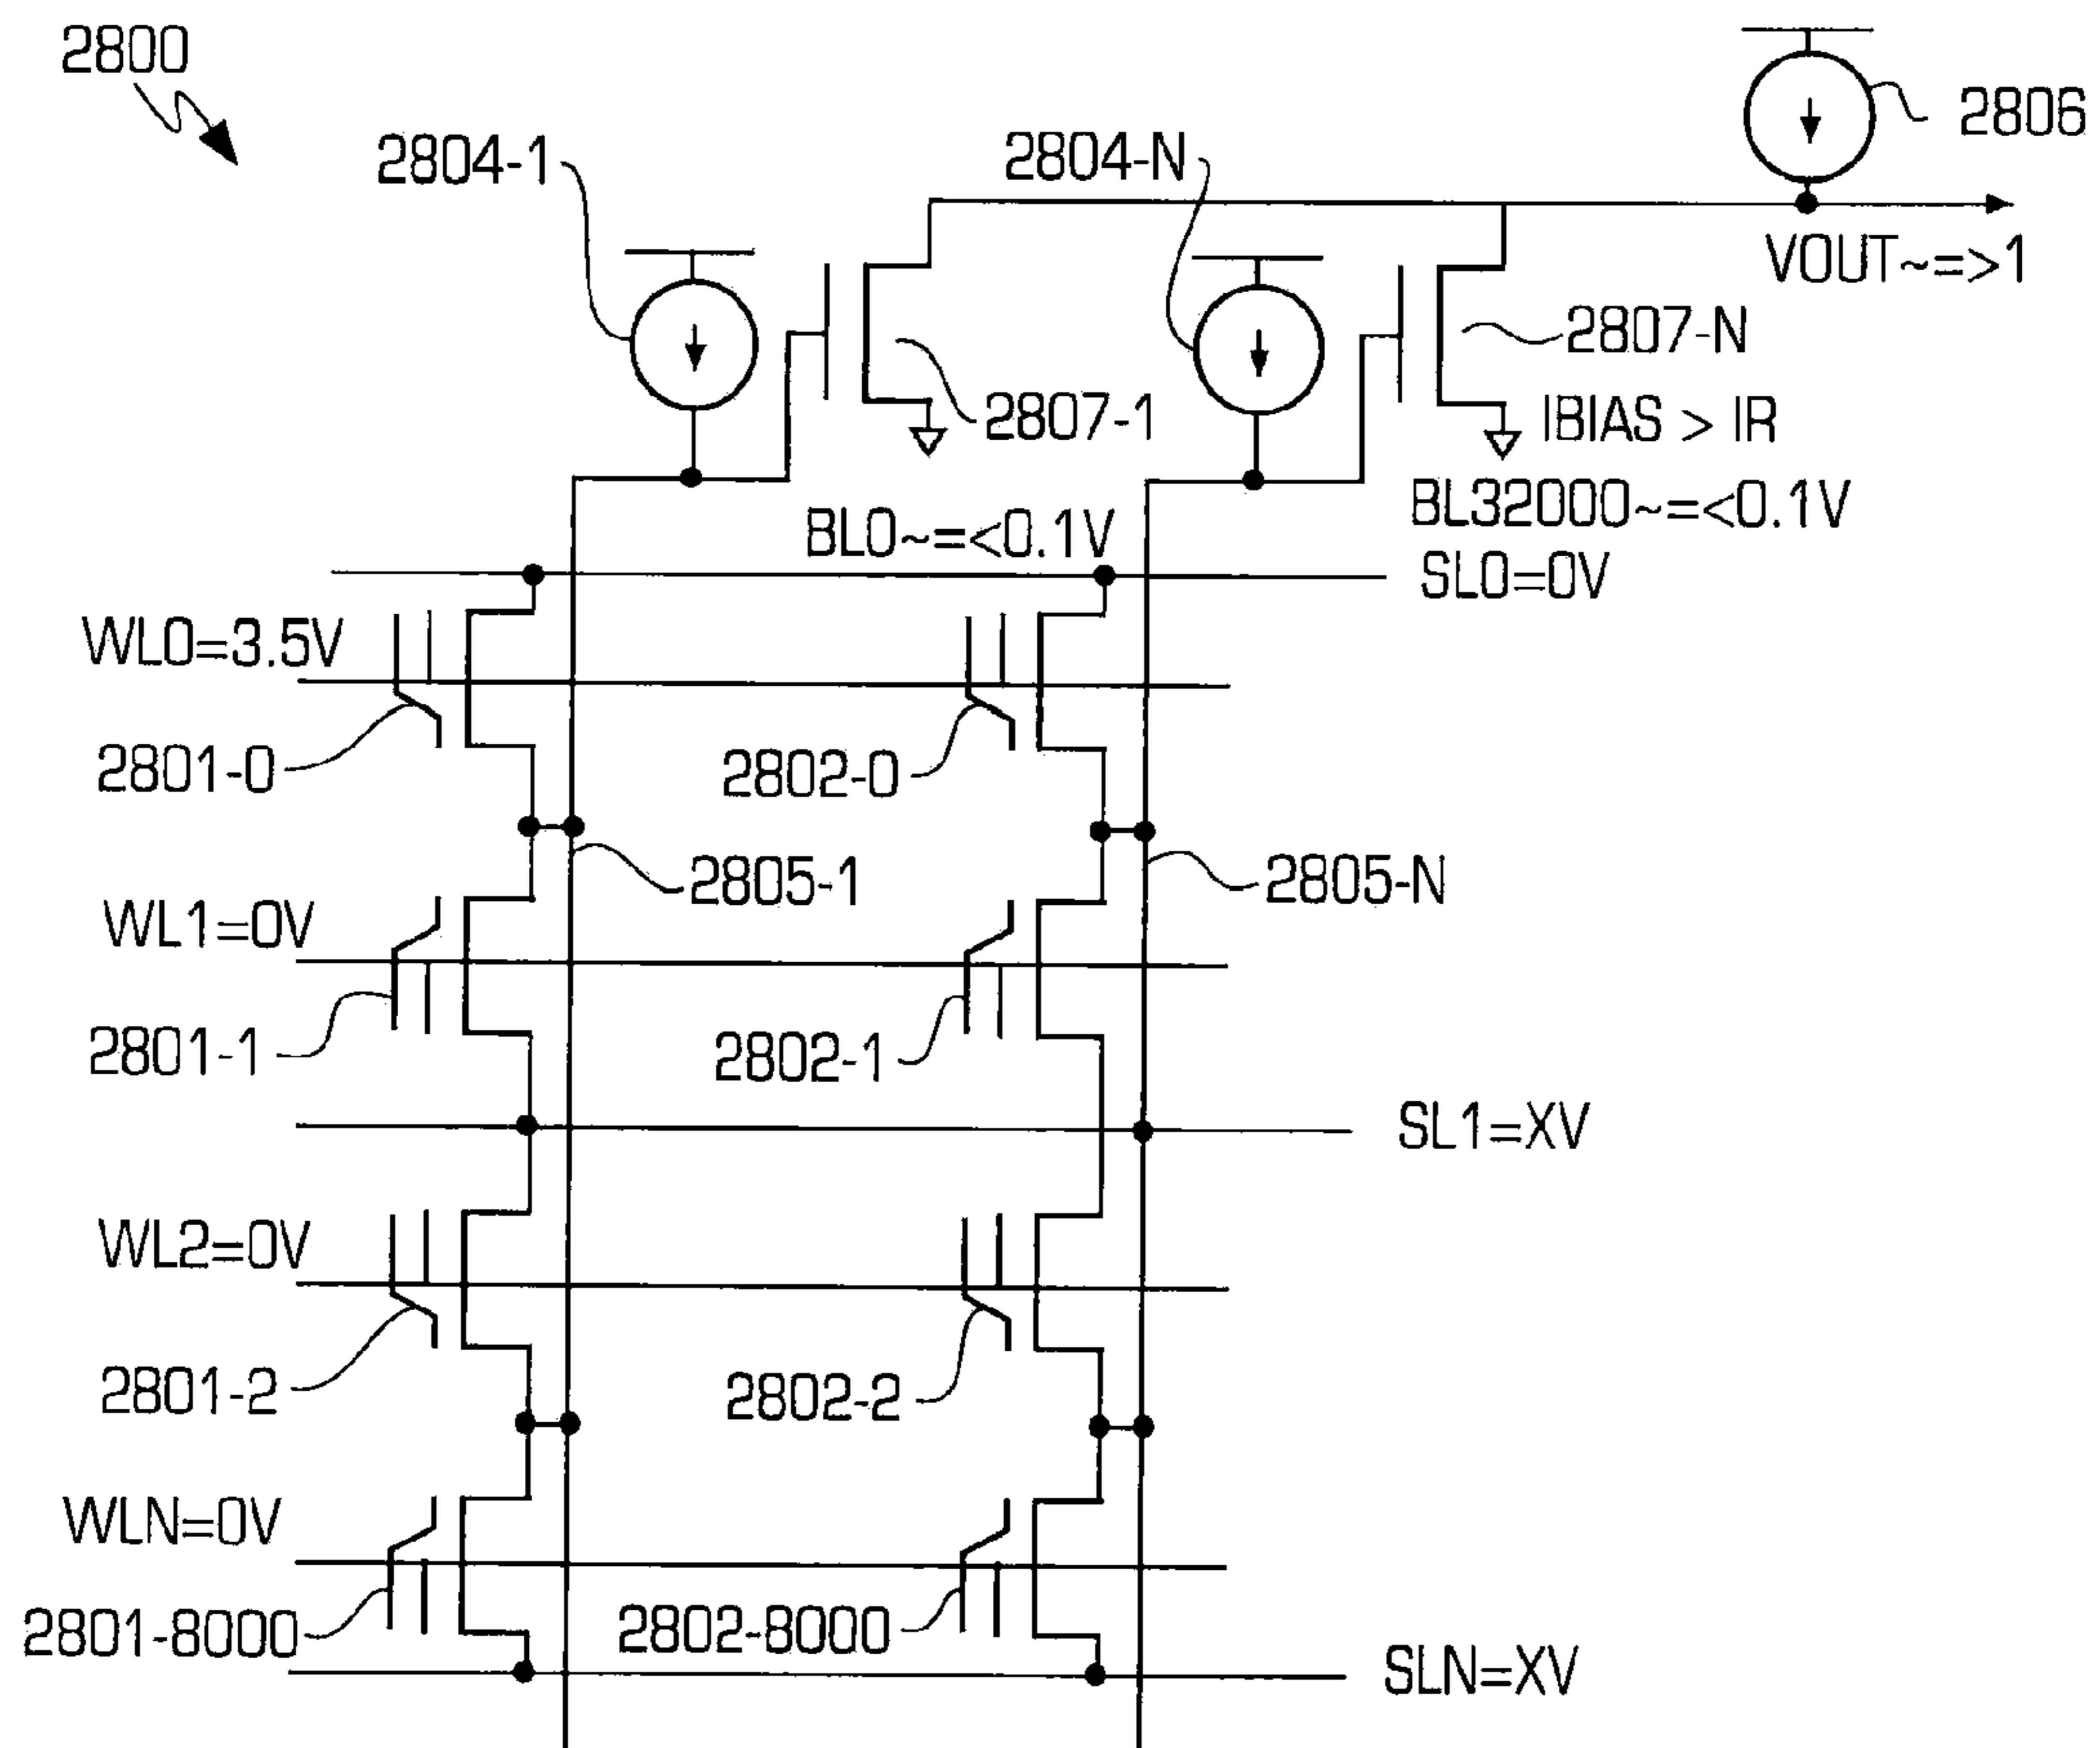 2800
2806
2804-1
2804-N
VOUT~=>1
2807-N
2807-1
IBIAS > IR
BL32000~=<0.1V
BL0~=<0.1V
SL0=0V
WL0=3.5V
2801-0
2802-0
2805-1
2805-N
WL1=0V
2801-1
2802-1
SL1=XV
WL2=0V
2801-2
2802-2
WLN=0V
2801-8000
2802-8000
SLN=XV